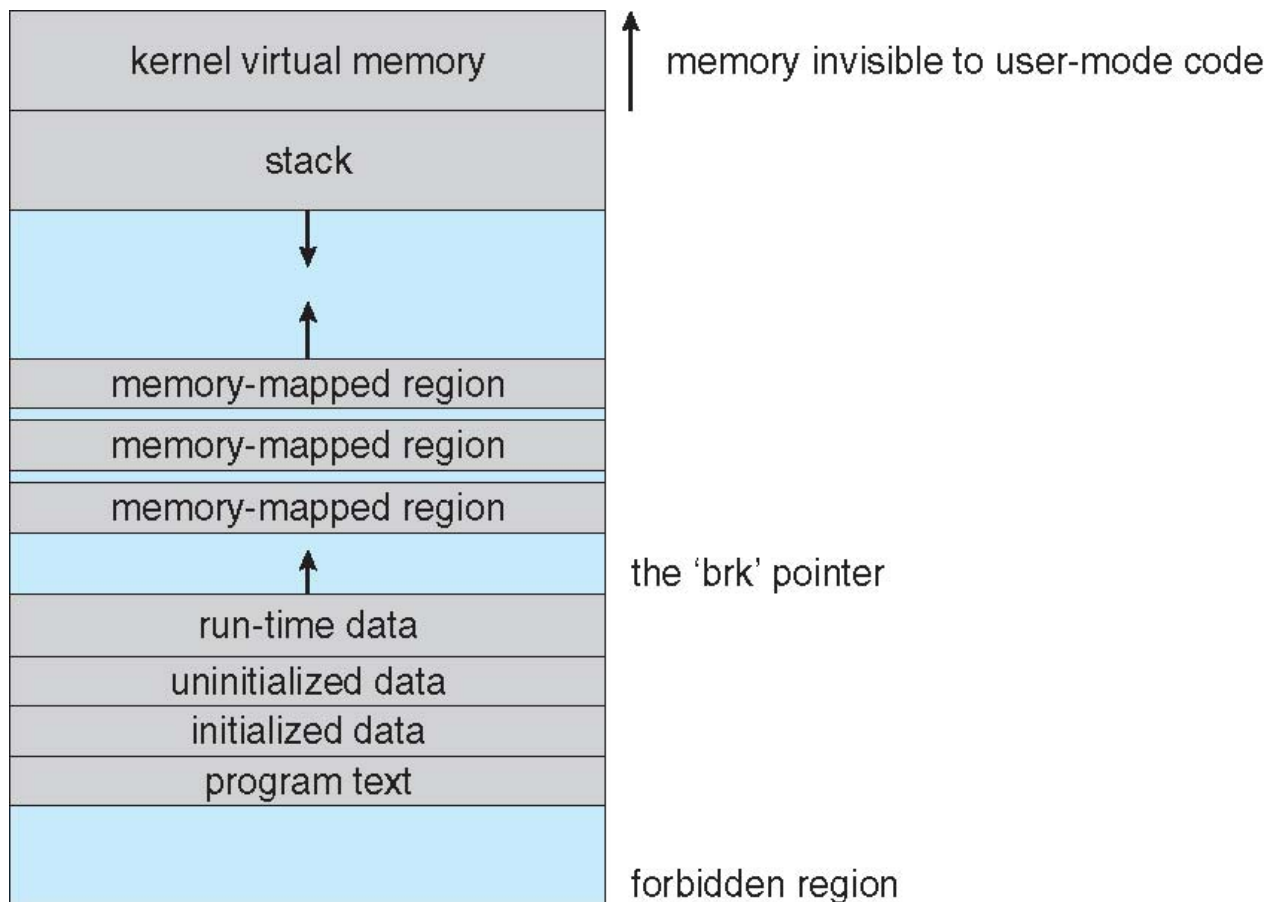 kernel virtual memory
memory invisible to user-mode code
stack
memory-mapped region
memory-mapped region
memory-mapped region
the ‘brk’ pointer
run-time data
uninitialized data
initialized data
program text
forbidden region